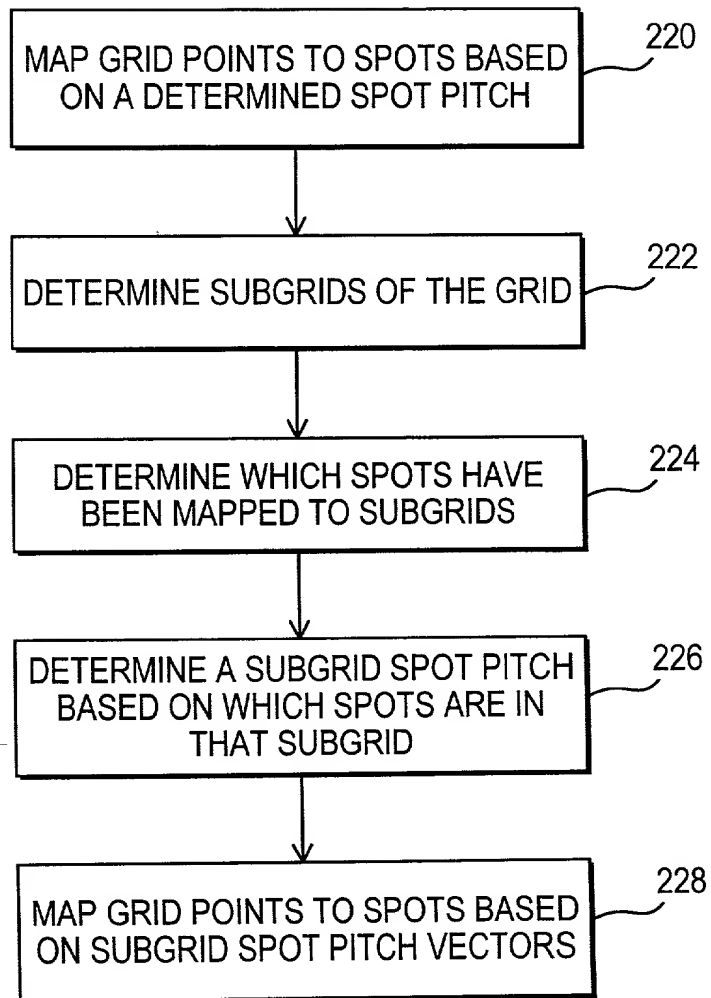 MAP GRID POINTS TO SPOTS BASED
ON A DETERMINED SPOT PITCH
220
DETERMINE SUBGRIDS OF THE GRID
222
DETERMINE WHICH SPOTS HAVE
BEEN MAPPED TO SUBGRIDS
224
DETERMINE A SUBGRID SPOT PITCH
BASED ON WHICH SPOTS ARE IN
THAT SUBGRID
226
MAP GRID POINTS TO SPOTS BASED
ON SUBGRID SPOT PITCH VECTORS
228